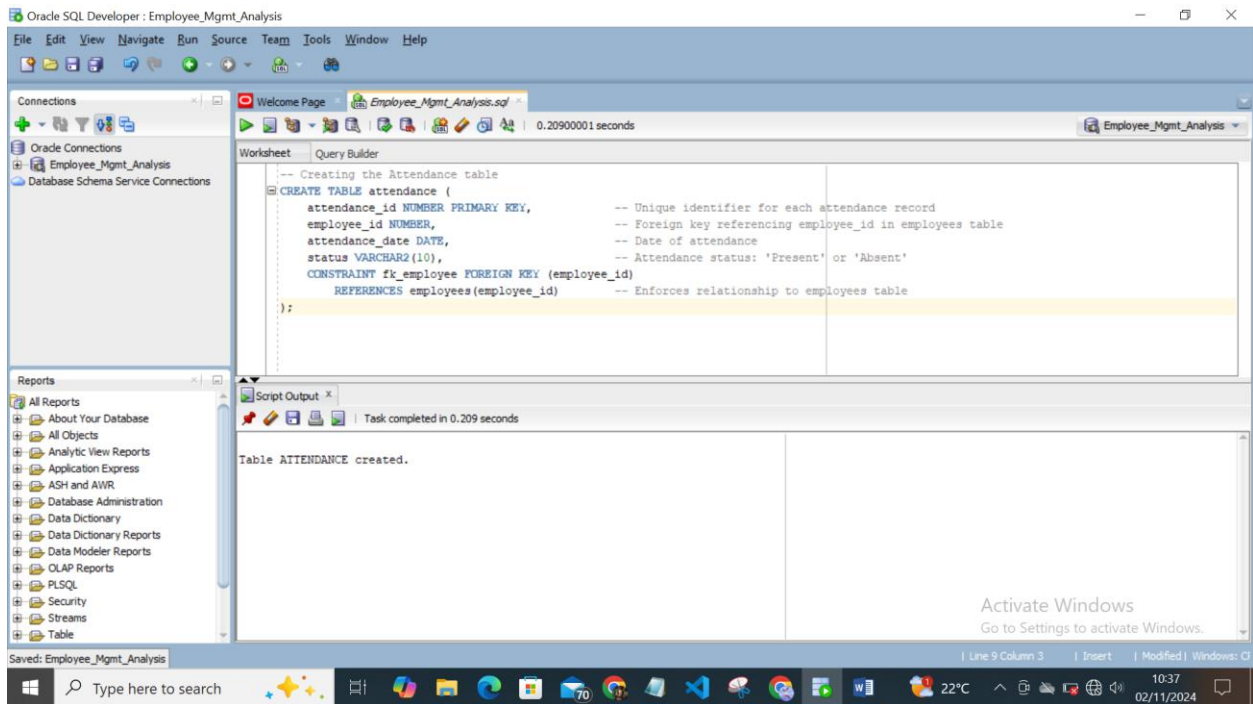 Oracle SQL Developer : Employee_Mgmt_Analysis
File Edit View Navigate Run Source Team Tools Window Help
Connections
Welcome Page
Employee_Mgmt_Analysis.sql
0.20900001 seconds
Employee_Mgmt_Analysis
Oracle Connections
Employee_Mgmt_Analysis
Database Schema Service Connections
Worksheet Query Builder
-- Creating the Attendance table
CREATE TABLE attendance (
attendance_id NUMBER PRIMARY KEY, -- Unique identifier for each attendance record
employee_id NUMBER, -- Foreign key referencing employee_id in employees table
attendance_date DATE, -- Date of attendance
status VARCHAR2(10), -- Attendance status: 'Present' or 'Absent'
CONSTRAINT fk_employee FOREIGN KEY (employee_id)
REFERENCES employees(employee_id) -- Enforces relationship to employees table
);
Reports
All Reports
About Your Database
All Objects
Analytic View Reports
Application Express
ASH and AWR
Database Administration
Data Dictionary
Data Dictionary Reports
Data Modeler Reports
OLAP Reports
PLSQL
Security
Streams
Table
Script Output
Task completed in 0.209 seconds
Table ATTENDANCE created.
Activate Windows
Go to Settings to activate Windows.
Saved: Employee_Mgmt_Analysis
| Line 9 Column 3 | Insert | Modified | Windows: C
Type here to search
70
22°C
10:37
02/11/2024